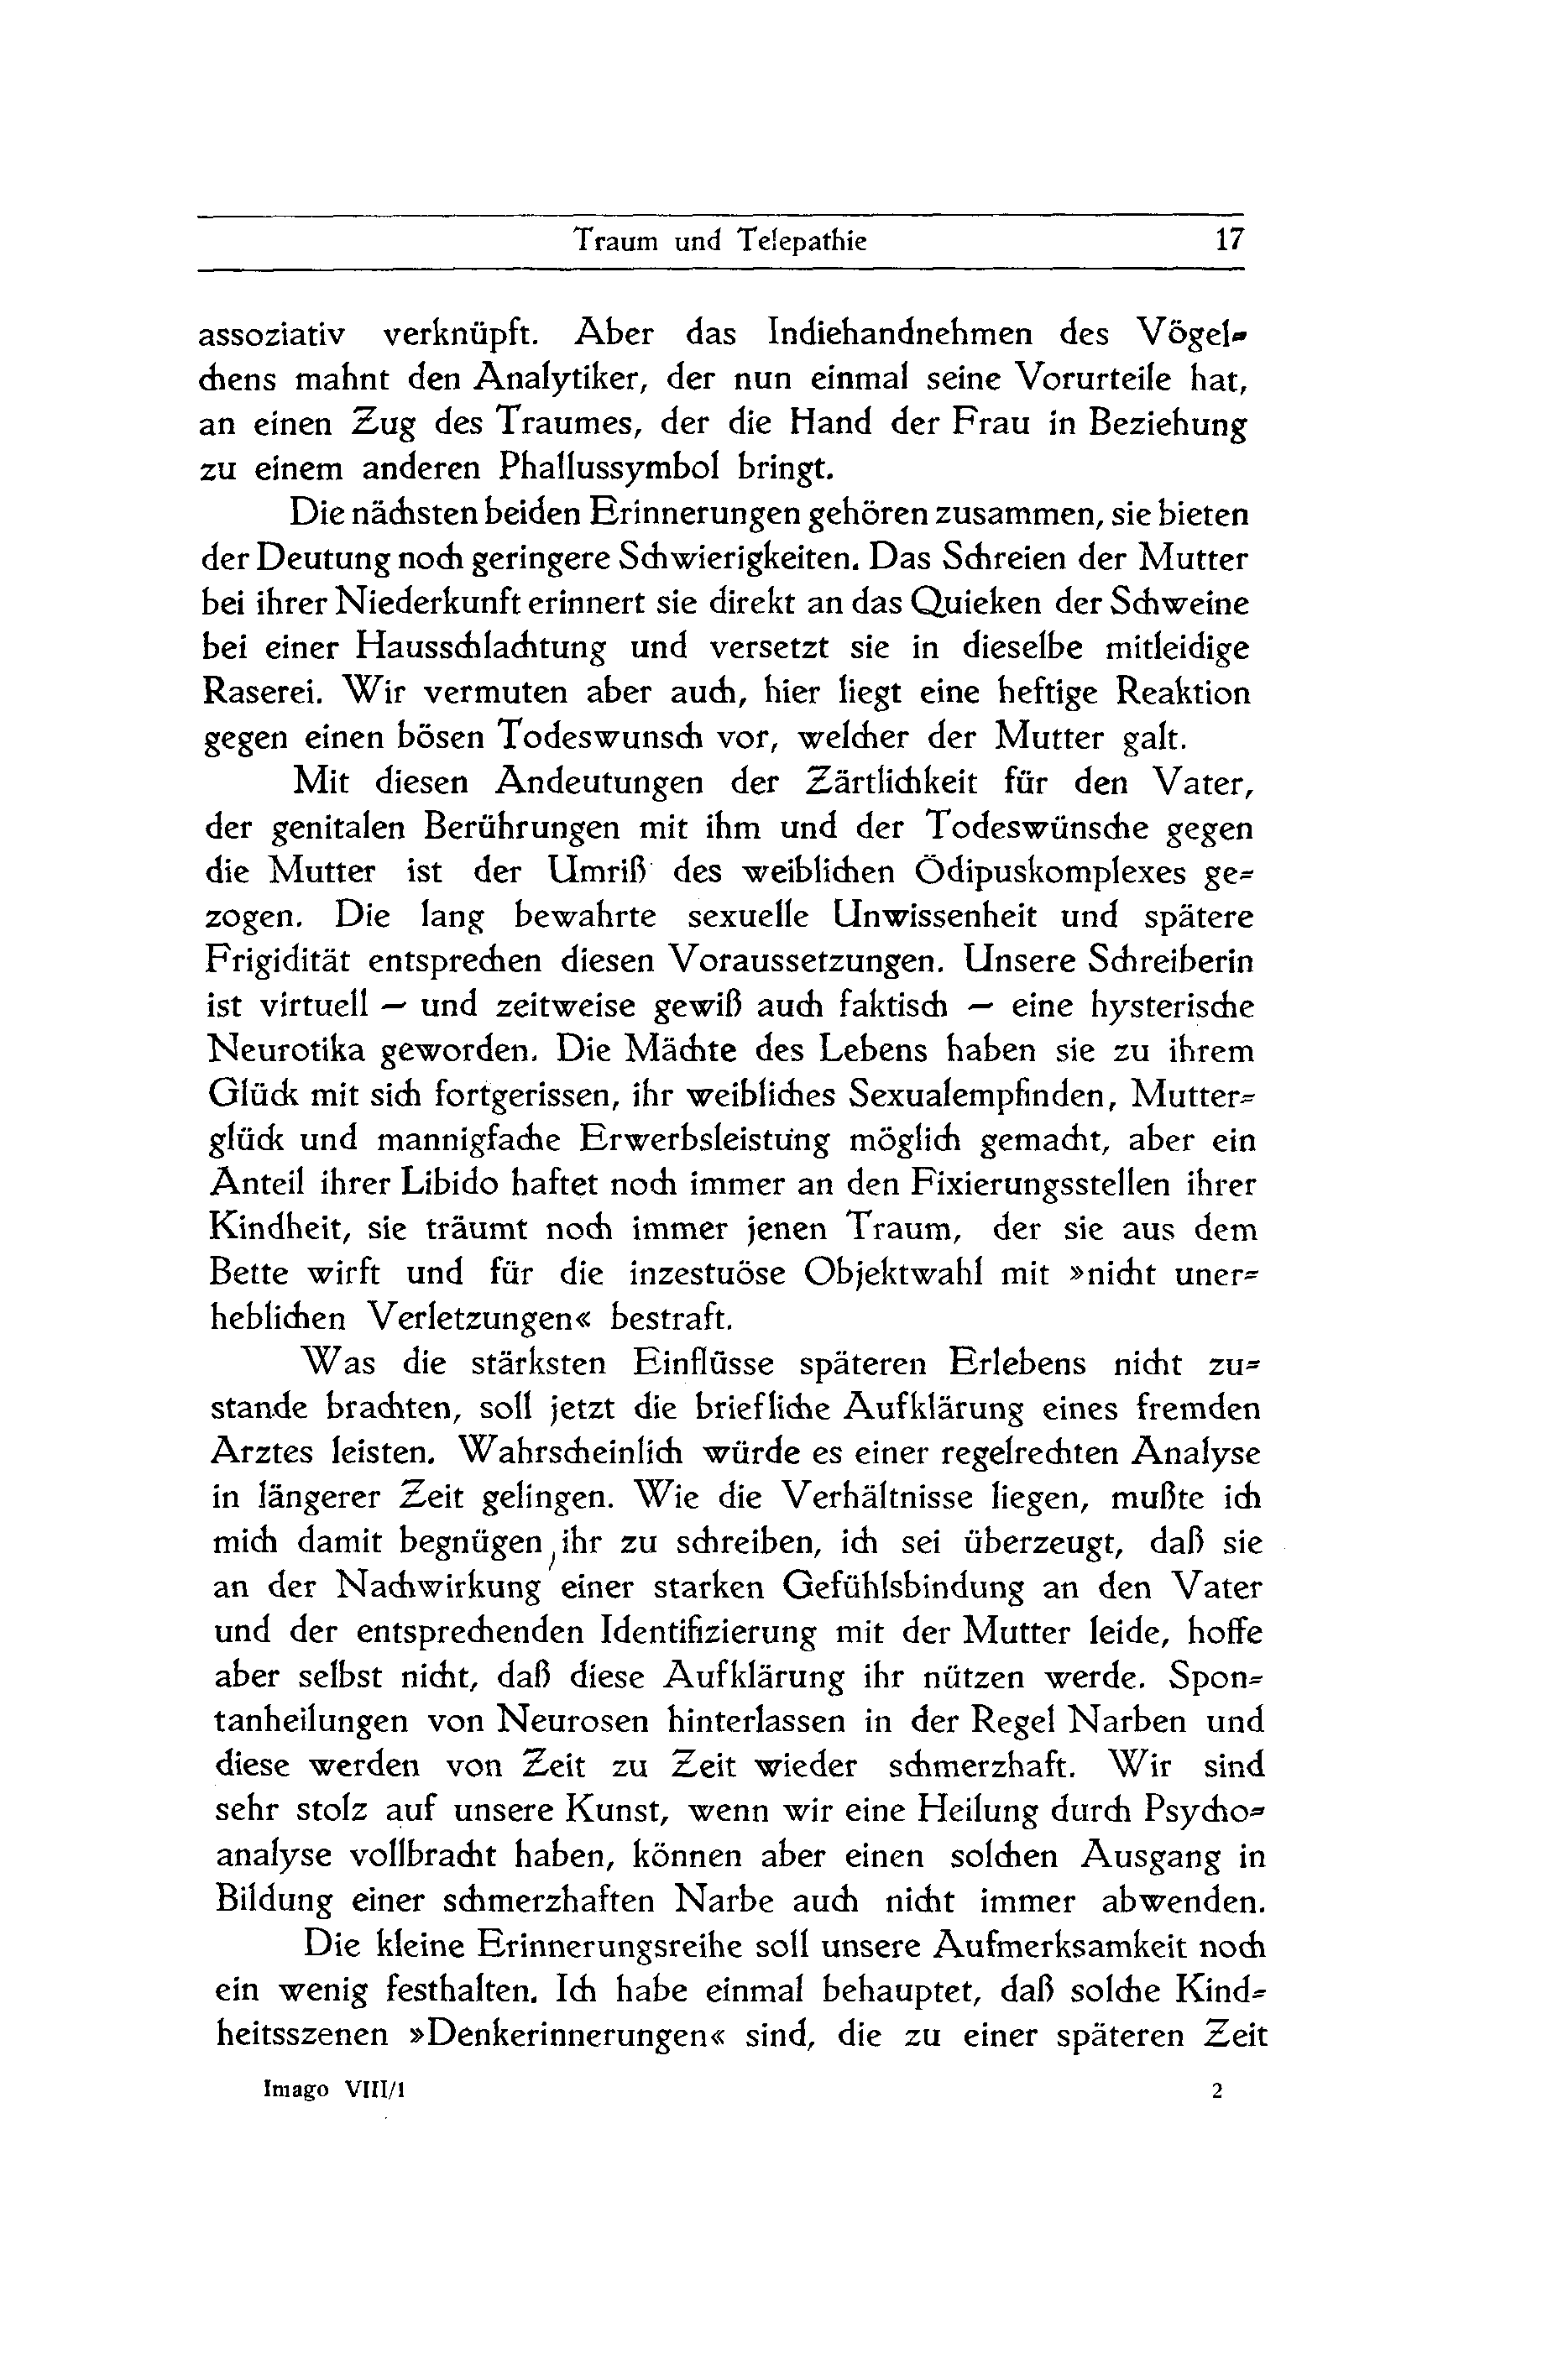 Traum und Telepathie 17
assoziativ verknüpft. Aber das Indiehandnehmen des Vögel-
chens mahnt den Analytiker, der nun einmal seine Vorurteile hat,
an einen Zug des Traumes, der die Hand der Frau in Beziehung
zu einem anderen Phallussymbol bringt.
Die nächsten beiden Erinnerungen gehören zusammen, sie bieten
der Deutung noch geringere Schwierigkeiten. Das Schreien der Mutter
bei ihrer Niederkunft erinnert sie direkt an das Quieken der Schweine
bei einer Hausschlachtung und versetzt sie in dieselbe mitleidige
Raserei. Wir vermuten aber auch, hier liegt eine heftige Reaktion
gegen einen bösen Todeswunsch vor, welcher der Mutter galt.
Mit diesen Andeutungen der Zärtlichkeit für den Vater,
der genitalen Berührungen mit ihm und der Todeswünsche gegen
die Mutter ist der Umriß des weiblichen Ödipuskomplexes ge-
zogen. Die lang bewahrte sexuelle Unwissenheit und spätere
Frigidität entsprechen diesen Voraussetzungen. Unsere Schreiberin
ist virtuell — und zeitweise gewiß auch faktisch — eine hysterische
Neurotika geworden. Die Mächte des Lebens haben sie zu ihrem
Glück mit sich fortgerissen, ihr weibliches Sexualempfinden, Mutter-
glück und mannigfache Erwerbsleistung möglich gemacht, aber ein
Anteil ihrer Libido haftet noch immer an den Fixierungsstellen ihrer
Kindheit, sie träumt noch immer jenen Traum, der sie aus dem
Bette wirft und für die inzestuöse Objektwahl mit »nicht uner-
heblichen Verletzungen« bestraft.
Was die stärksten Einflüsse späteren Erlebens nicht zu-
stande brachten, soll jetzt die briefliche Aufklärung eines fremden
Arztes leisten. Wahrscheinlich würde es einer regelrechten Analyse
in längerer Zeit gelingen. Wie die Verhältnisse liegen, mußte ich
mich damit begnügen, ihr zu schreiben, ich sei überzeugt, daß sie
an der Nachwirkung einer starken Gefühlsbindung an den Vater
und der entsprechenden Identifizierung mit der Mutter leide, hoffe
aber selbst nicht, daß diese Aufklärung ihr nützen werde. Spon-
tanheilungen von Neurosen hinterlassen in der Regel Narben und
diese werden von Zeit zu Zeit wieder schmerzhaft. Wir sind
sehr stolz auf unsere Kunst, wenn wir eine Heilung durch Psycho-
analyse vollbracht haben, können aber einen solchen Ausgang in
Bildung einer schmerzhaften Narbe auch nicht immer abwenden.
Die kleine Erinnerungsreihe soll unsere Aufmerksamkeit noch
ein wenig festhalten. Ich habe einmal behauptet, daß solche Kind-
heitsszenen »Denkerinnerungen« sind, die zu einer späteren Zeit
Imago VIII/1 2